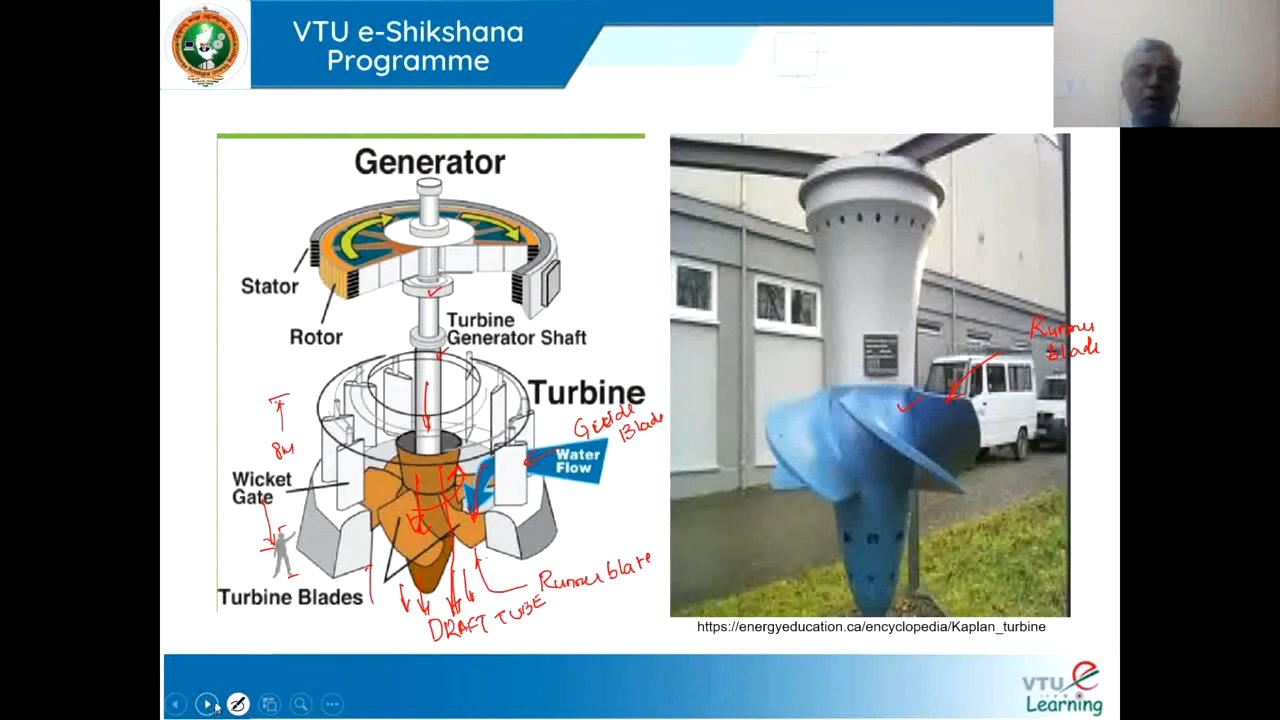 VTU e-Shikshana
Programme
Generator
Stator
Rotor
Turbine
Generator Shaft
Turbine
Guide
Blade
Water
Flow
8m
Wicket
Gate
Turbine Blades
Runner blade
DRAFT TUBE
Runner
blade
https://energyeducation.ca/encyclopedia/Kaplan_turbine
VTU e
Learning